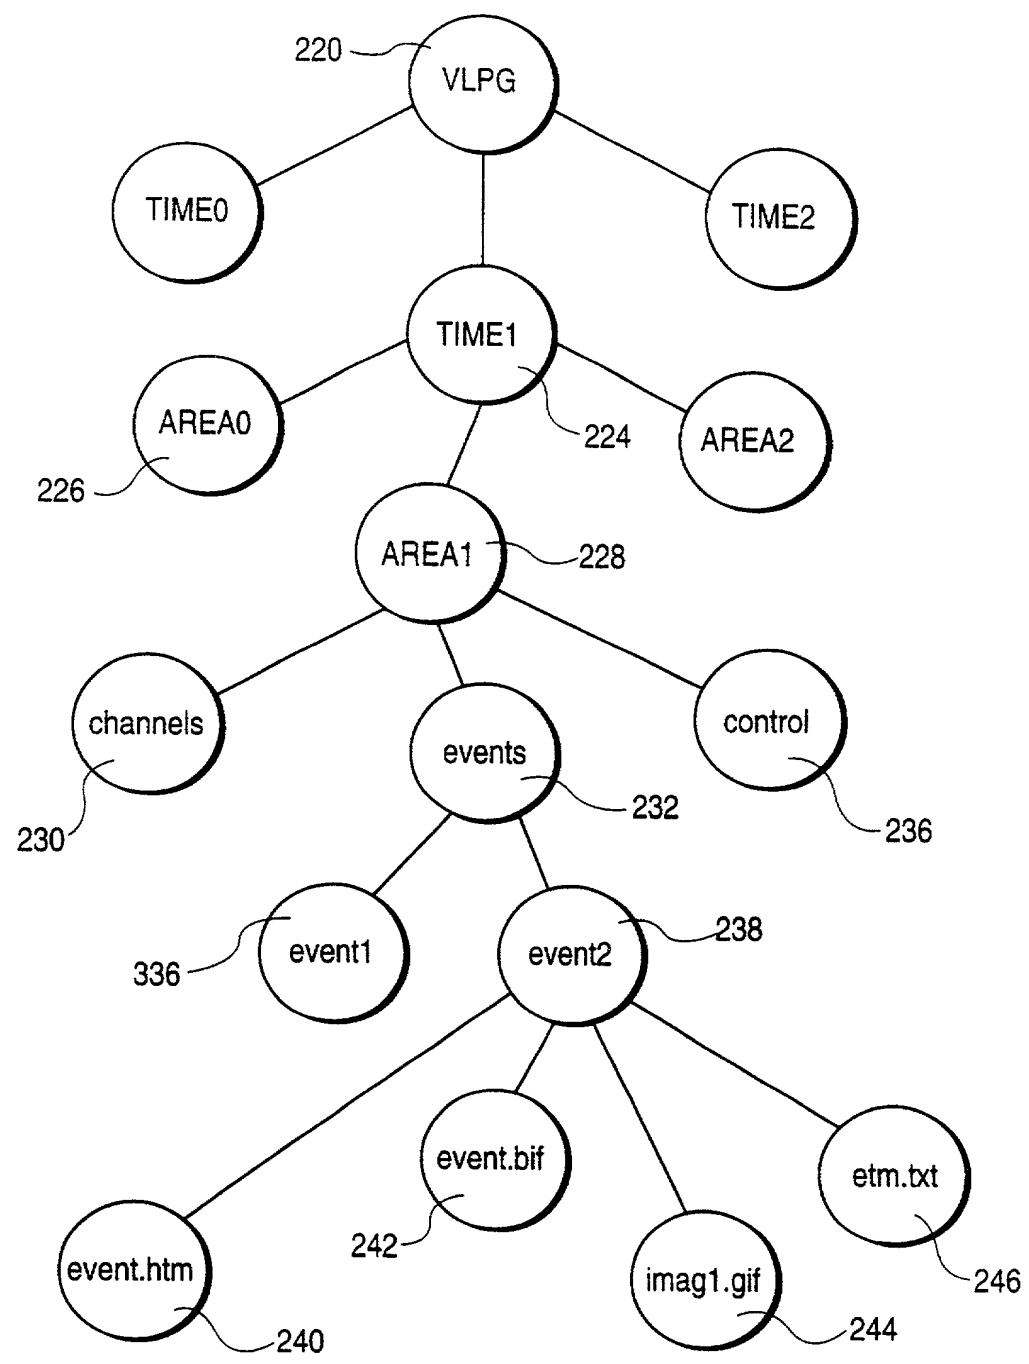 220
VLPG
TIME0
TIME2
TIME1
224
AREA0
226
AREA2
AREA1
228
channels
230
events
232
control
236
event1
336
event2
238
event.htm
240
event.bif
242
imag1.gif
244
etm.txt
246